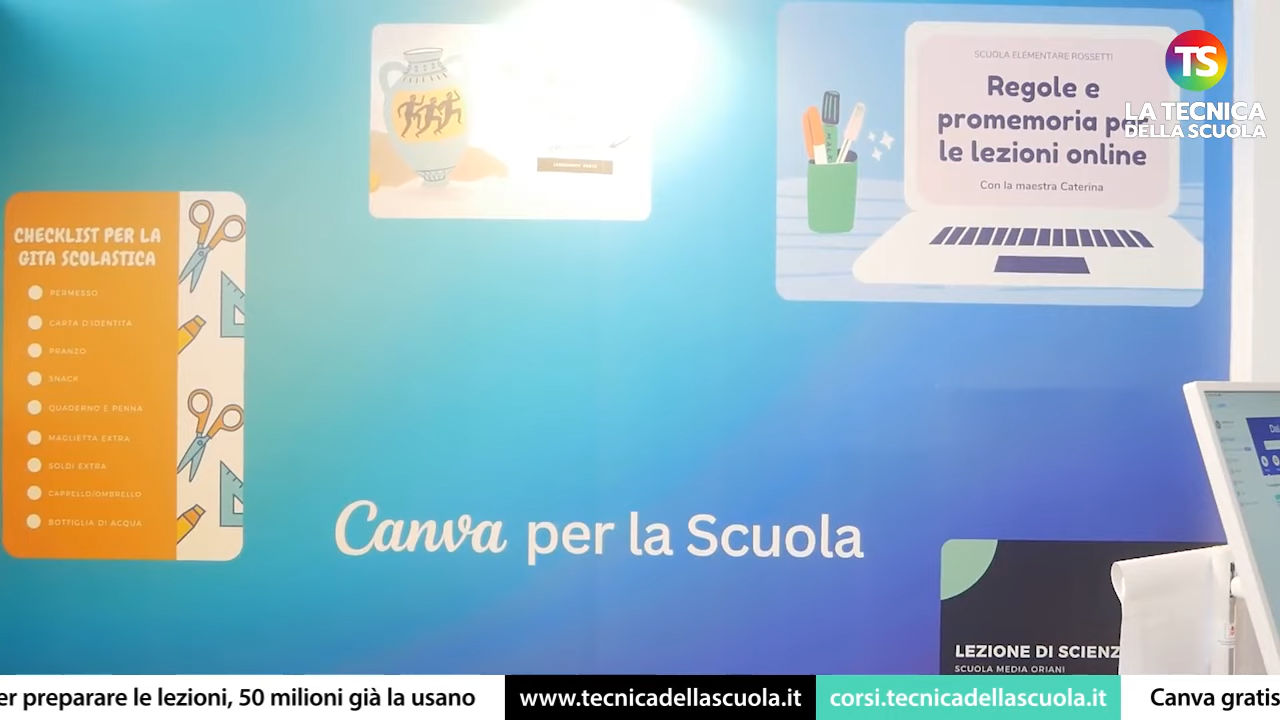 TS
LA TECNICA
DELLA SCUOLA
SCUOLA ELEMENTARE ROSSETTI
Regole e
promemoria per
le lezioni online
Con la maestra Caterina
CHECKLIST PER LA
GITA SCOLASTICA
PERMESSO
CARTA D'IDENTITA
PRANZO
SNACK
QUADERNO E PENNA
MAGLIETTA EXTRA
SOLDI EXTRA
CAPPELLO/OMBRELLO
BOTTIGLIA DI ACQUA
Canva per la Scuola
LEZIONE DI SCIENZ
SCUOLA MEDIA ORIANI
er preparare le lezioni, 50 milioni già la usano
www.tecnicadellascuola.it
corsi.tecnicadellascuola.it
Canva gratis